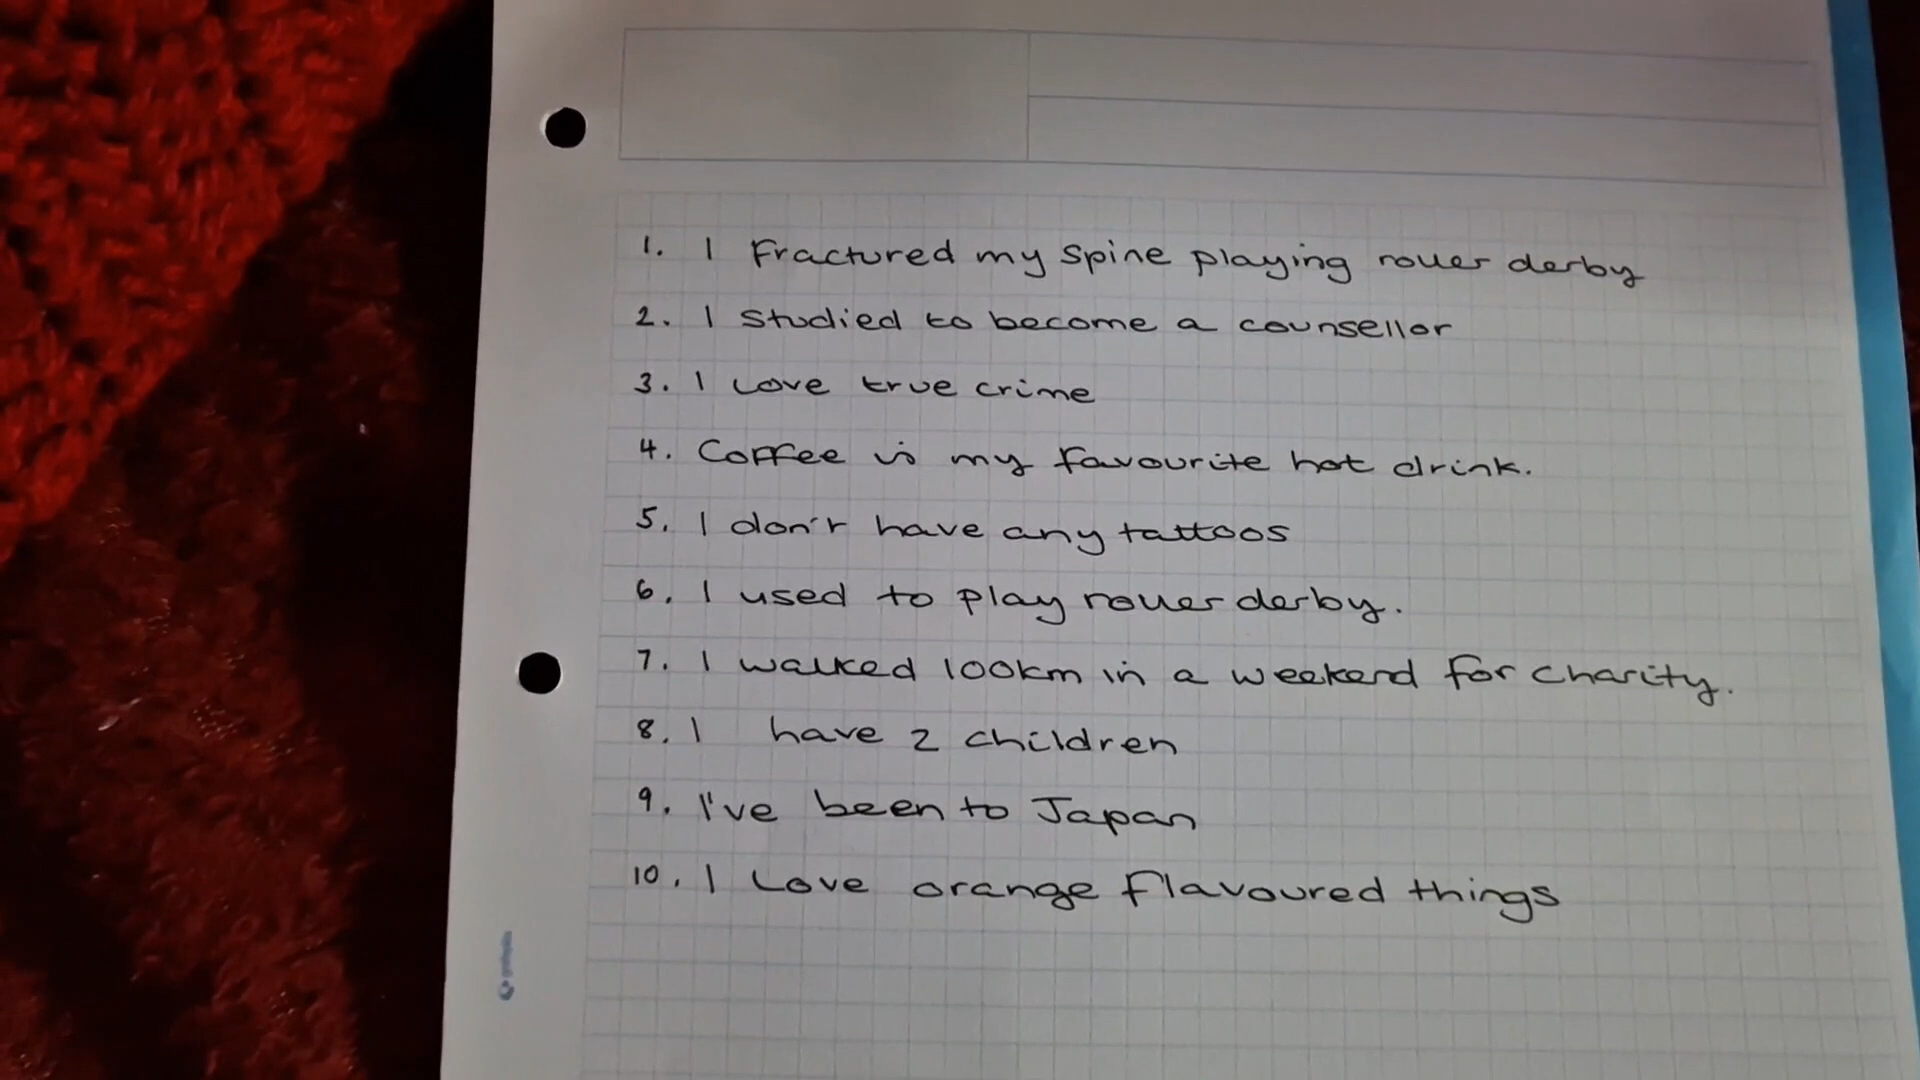 1. I Fractured my spine playing roller derby
2. I studied to become a counsellor
3. I love true crime
4. Coffee is my favourite hot drink.
5. I don't have any tattoos
6. I used to play roller derby.
7. I walked 100km in a weekend for charity.
8. I have 2 children
9. I've been to Japan
10. I Love orange flavoured things